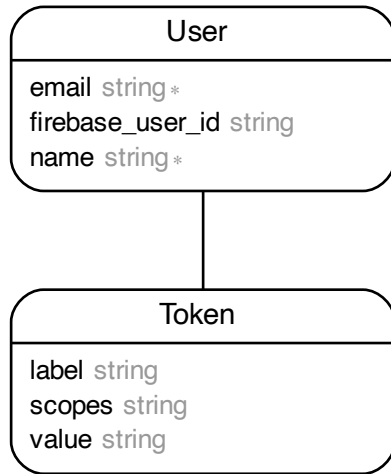 User
email string*
firebase_user_id string
name string*
Token
label string
scopes string
value string